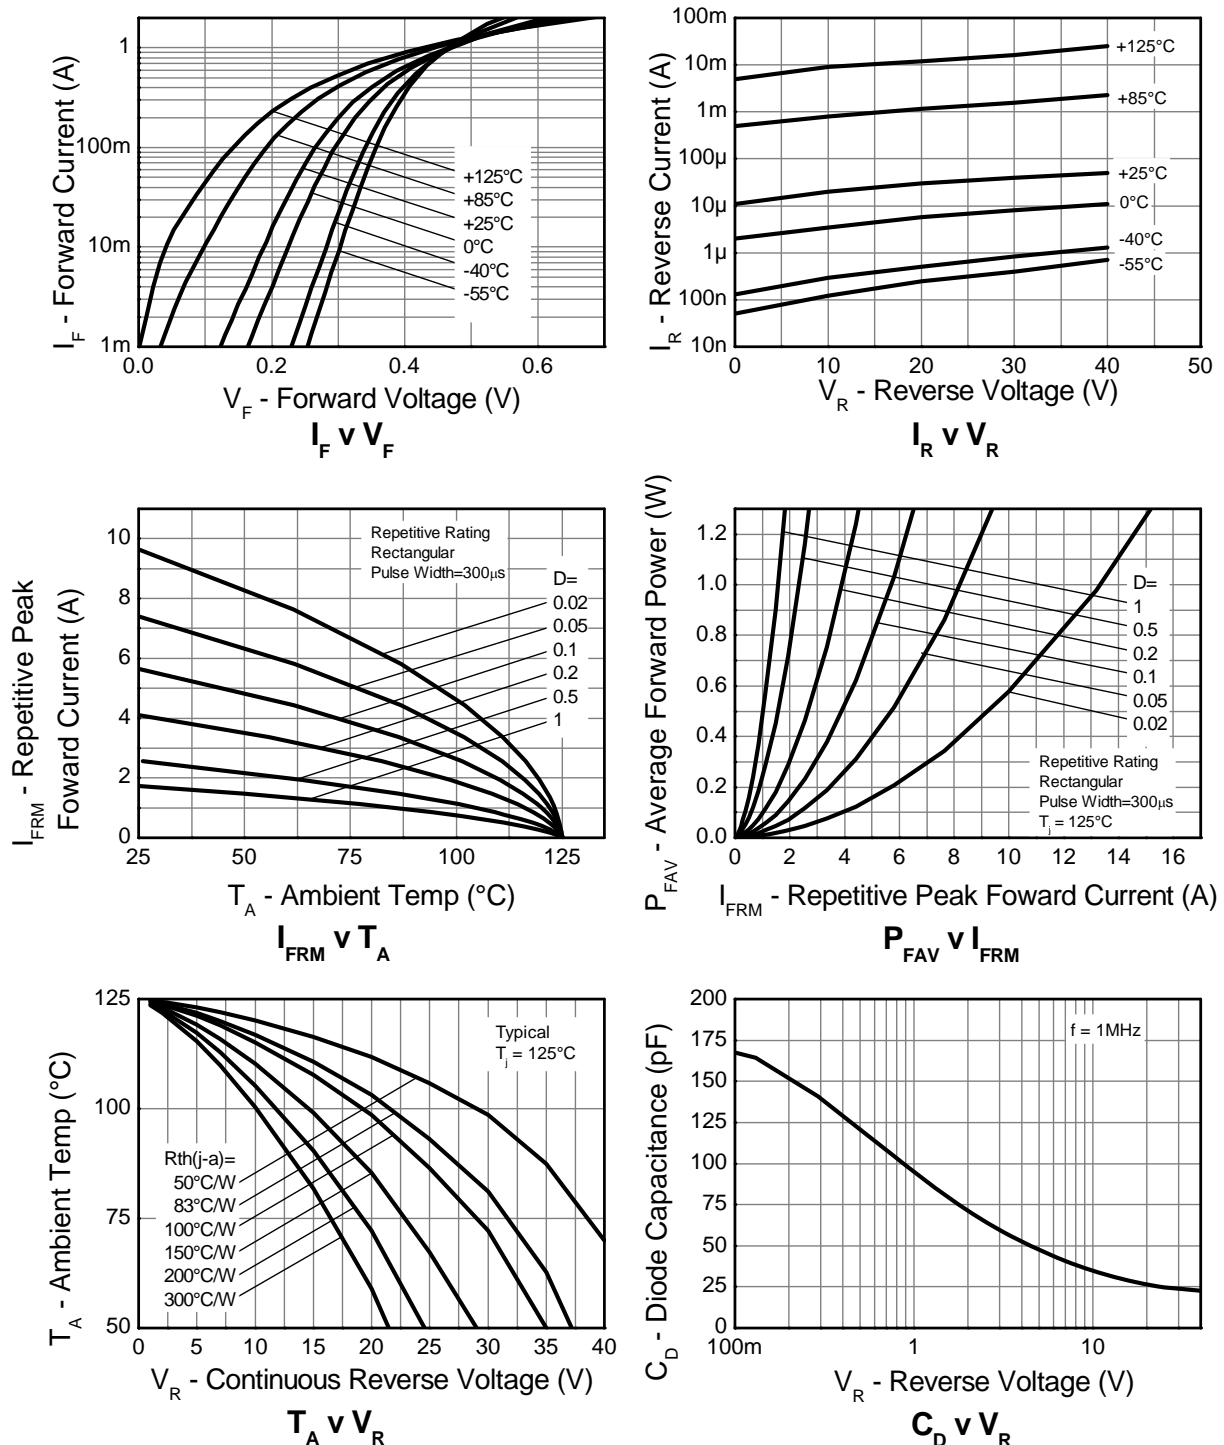 1
100m
10m
1m
0.0 0.2 0.4 0.6
I_F - Forward Current (A)
+125°C
+85°C
+25°C
0°C
-40°C
-55°C
V_F - Forward Voltage (V)
I_F v V_F
100m
10m
1m
100µ
10µ
1µ
100n
10n
0 10 20 30 40 50
I_R - Reverse Current (A)
+125°C
+85°C
+25°C
0°C
-40°C
-55°C
V_R - Reverse Voltage (V)
I_R v V_R
10
8
6
4
2
0
25 50 75 100 125
I_FRM - Repetitive Peak
Foward Current (A)
Repetitive Rating
Rectangular
Pulse Width=300µs
D=
0.02
0.05
0.1
0.2
0.5
1
T_A - Ambient Temp (°C)
I_FRM v T_A
1.2
1.0
0.8
0.6
0.4
0.2
0.0
0 2 4 6 8 10 12 14 16
P_FAV - Average Forward Power (W)
D=
1
0.5
0.2
0.1
0.05
0.02
Repetitive Rating
Rectangular
Pulse Width=300µs
T_j = 125°C
I_FRM - Repetitive Peak Foward Current (A)
P_FAV v I_FRM
125
100
75
50
0 5 10 15 20 25 30 35 40
T_A - Ambient Temp (°C)
Typical
T_j = 125°C
Rth(j-a)=
50°C/W
83°C/W
100°C/W
150°C/W
200°C/W
300°C/W
V_R - Continuous Reverse Voltage (V)
T_A v V_R
200
175
150
125
100
75
50
25
0
100m 1 10
C_D - Diode Capacitance (pF)
f = 1MHz
V_R - Reverse Voltage (V)
C_D v V_R